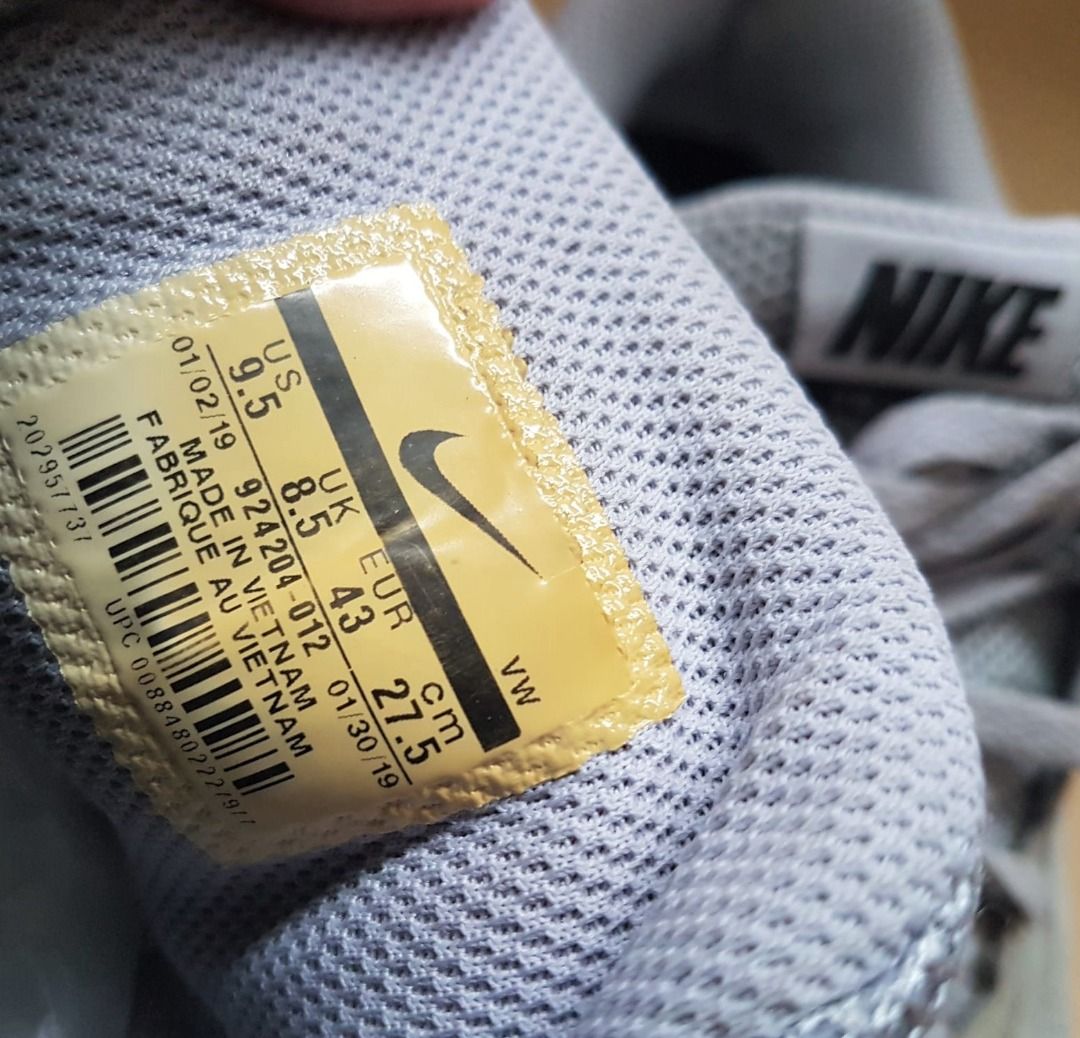 NIKE
VW
US UK EUR cm
9.5 8.5 43 27.5
01/02/19 924204-012 01/30/19
MADE IN VIETNAM
FABRIQUE AU VIETNAM
202957737
UPC